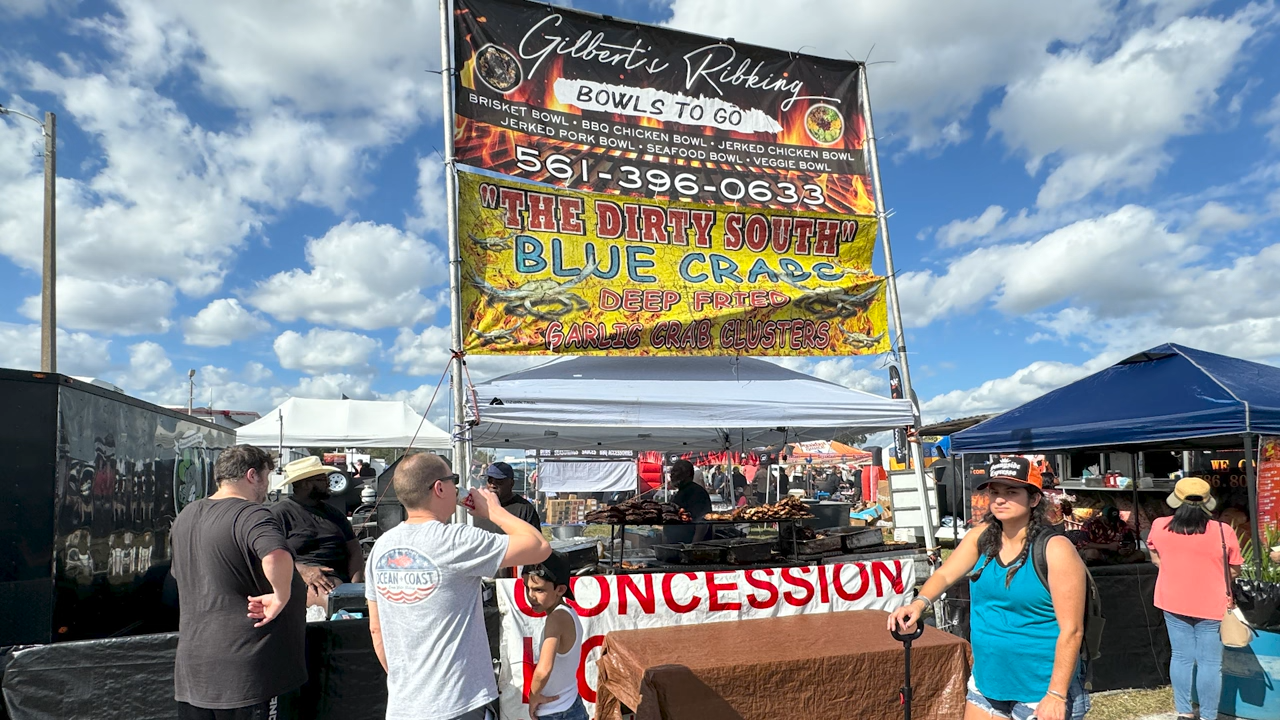 Gilbert's Ribking
BOWLS TO GO
BRISKET BOWL • BBQ CHICKEN BOWL • JERKED CHICKEN BOWL
JERKED PORK BOWL • SEAFOOD BOWL • VEGGIE BOWL
561-396-0633
"THE DIRTY SOUTH"
BLUE CRABS
DEEP FRIED
GARLIC CRAB CLUSTERS
OCEAN COAST
CONCESSION